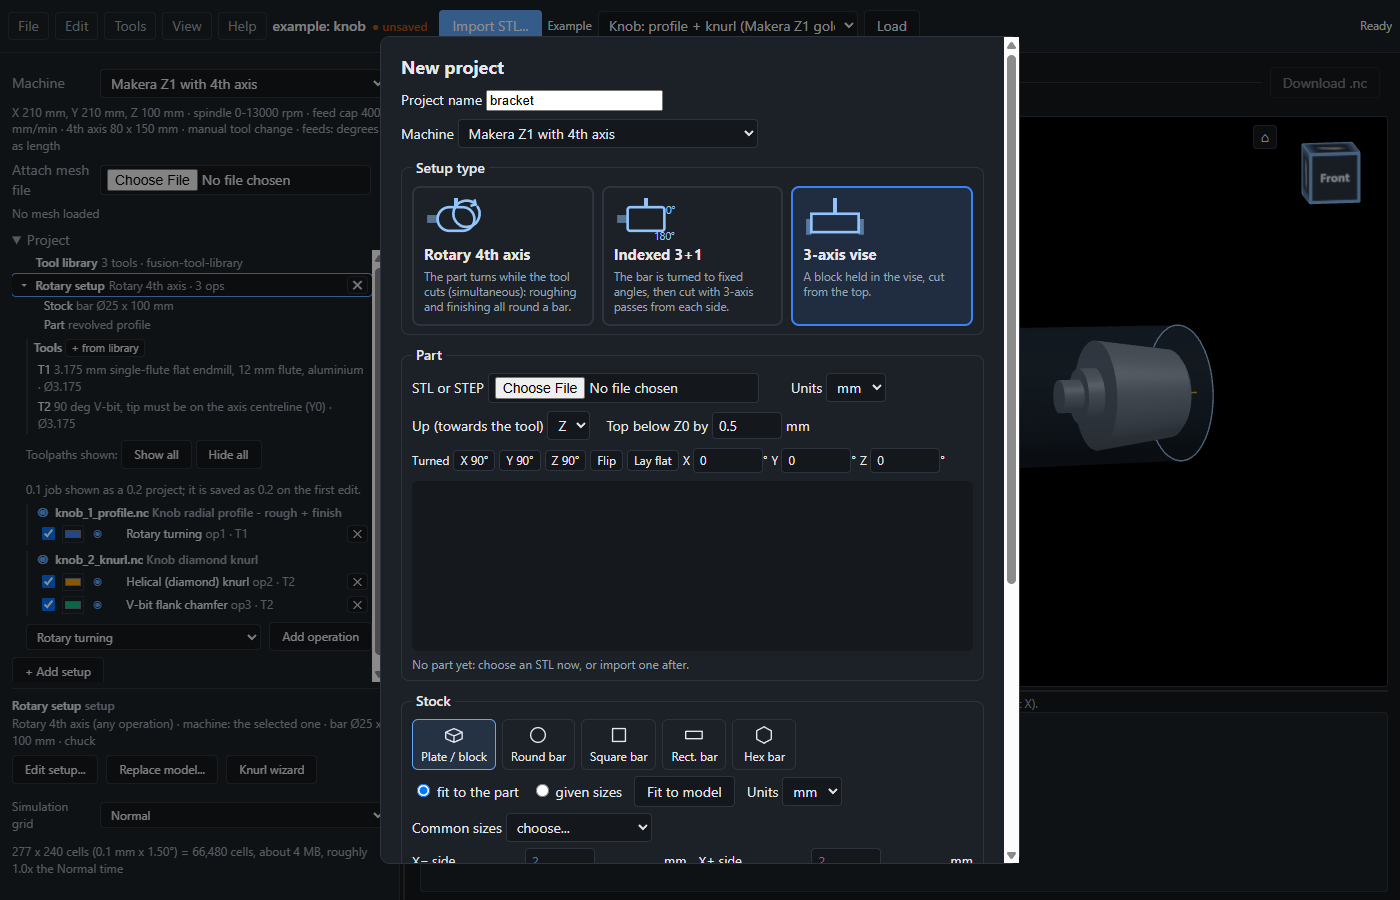 File Edit Tools View Help example: knob • unsaved Import STL... Example Knob: profile + knurl (Makera Z1 gol Load Ready
Machine Makera Z1 with 4th axis
X 210 mm, Y 210 mm, Z 100 mm · spindle 0-13000 rpm · feed cap 400
mm/min · 4th axis 80 x 150 mm · manual tool change · feeds: degrees
as length
Attach mesh file Choose File No file chosen
No mesh loaded
Project
Tool library 3 tools · fusion-tool-library
Rotary setup Rotary 4th axis · 3 ops
Stock bar Ø25 x 100 mm
Part revolved profile
Tools + from library
T1 3.175 mm single-flute flat endmill, 12 mm flute, aluminium
· Ø3.175
T2 90 deg V-bit, tip must be on the axis centreline (Y0) ·
Ø3.175
Toolpaths shown: Show all Hide all
0.1 job shown as a 0.2 project; it is saved as 0.2 on the first edit.
knob_1_profile.nc Knob radial profile - rough + finish
Rotary turning op1 · T1
knob_2_knurl.nc Knob diamond knurl
Helical (diamond) knurl op2 · T2
V-bit flank chamfer op3 · T2
Rotary turning Add operation
+ Add setup
Rotary setup setup
Rotary 4th axis (any operation) · machine: the selected one · bar Ø25 x
100 mm · chuck
Edit setup... Replace model... Knurl wizard
Simulation grid Normal
277 x 240 cells (0.1 mm x 1.50°) = 66,480 cells, about 4 MB, roughly
1.0x the Normal time
New project
Project name bracket
Machine Makera Z1 with 4th axis
Setup type
0°
180°
Rotary 4th axis
The part turns while the tool
cuts (simultaneous): roughing
and finishing all round a bar.
Indexed 3+1
The bar is turned to fixed
angles, then cut with 3-axis
passes from each side.
3-axis vise
A block held in the vise, cut
from the top.
Part
STL or STEP Choose File No file chosen Units mm
Up (towards the tool) Z Top below Z0 by 0.5 mm
Turned X 90° Y 90° Z 90° Flip Lay flat X 0 ° Y 0 ° Z 0 °
No part yet: choose an STL now, or import one after.
Stock
Plate / block Round bar Square bar Rect. bar Hex bar
fit to the part given sizes Fit to model Units mm
Common sizes choose...
X− side 2 mm X+ side 2 mm
Download .nc
Front
: X).